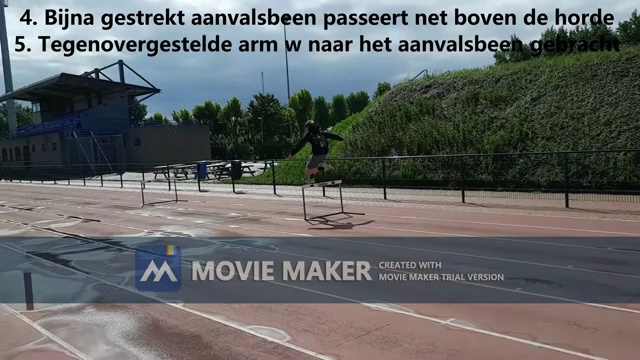 4. Bijna gestrekt aanvalsbeen passeert net boven de horde
5. Tegenovergestelde arm w naar het aanvalsbeen gebracht
MOVIE MAKER
CREATED WITH
MOVIE MAKER TRIAL VERSION